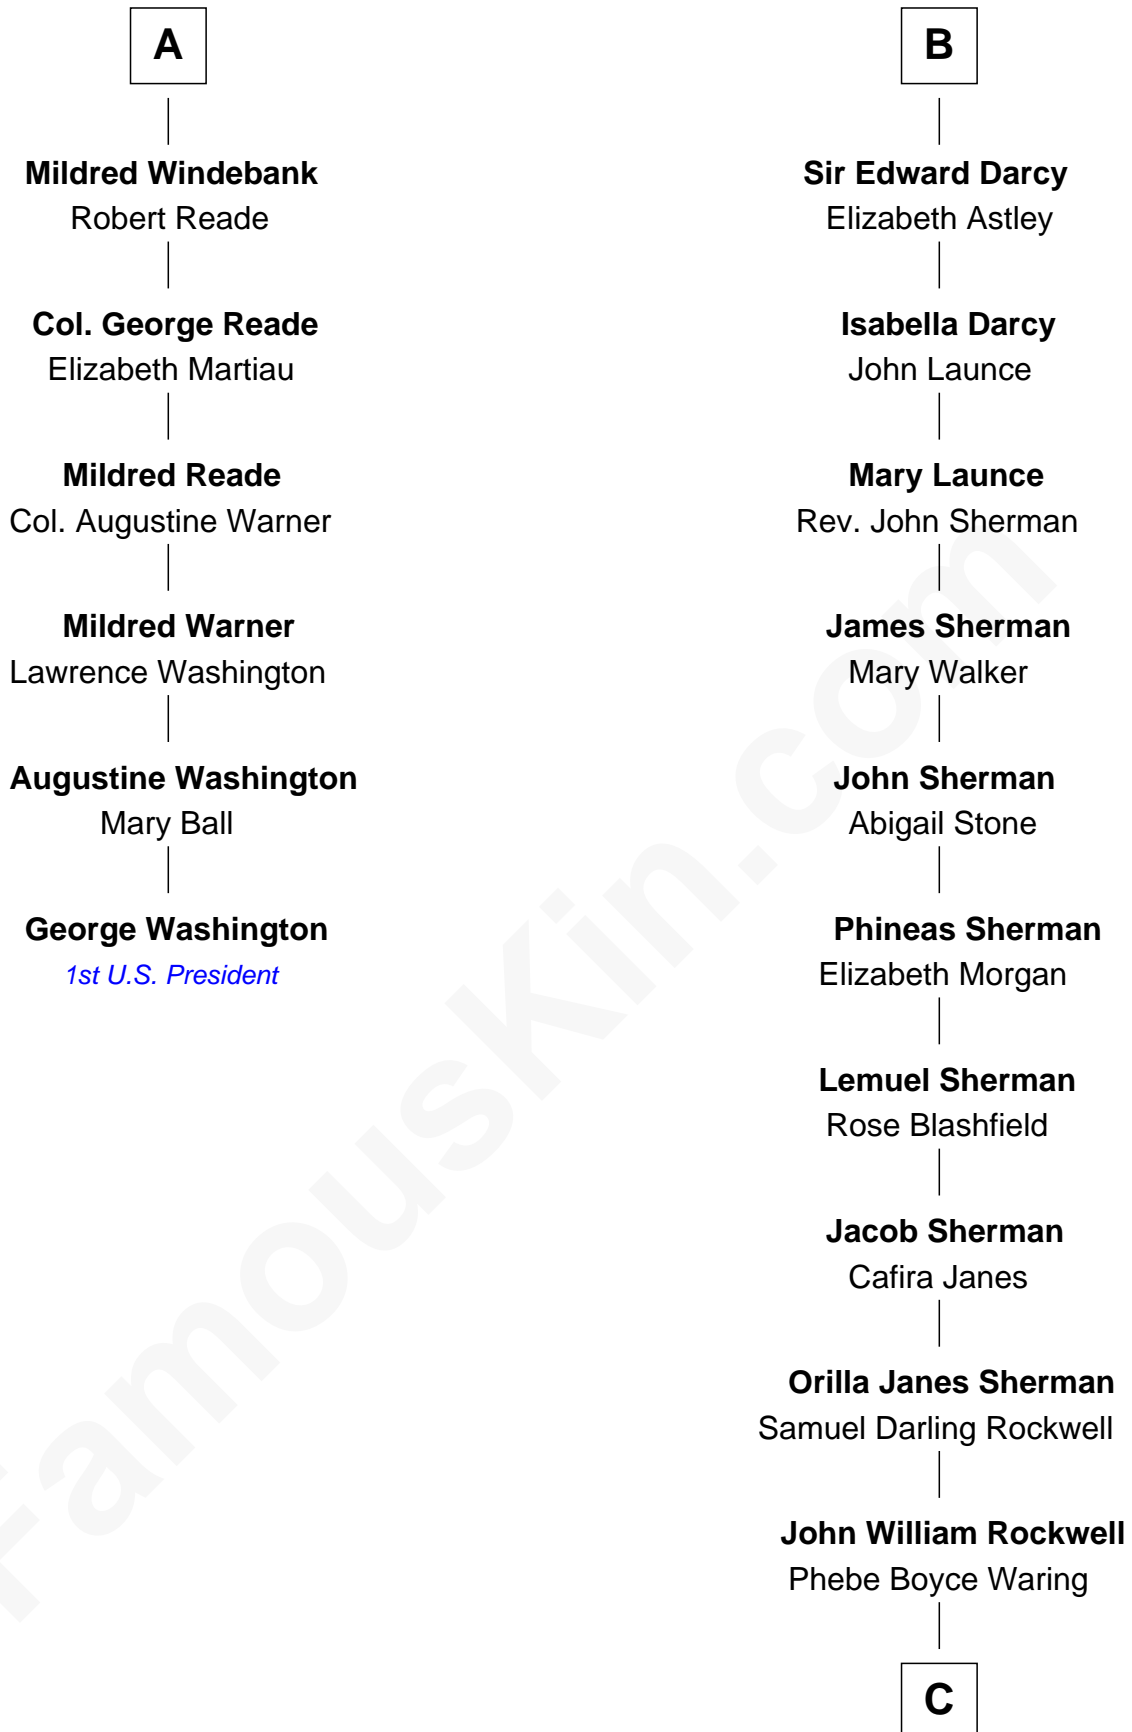 A
Mildred Windebank
Robert Reade
Col. George Reade
Elizabeth Martiau
Mildred Reade
Col. Augustine Warner
Mildred Warner
Lawrence Washington
Augustine Washington
Mary Ball
George Washington
1st U.S. President
B
Sir Edward Darcy
Elizabeth Astley
Isabella Darcy
John Launce
Mary Launce
Rev. John Sherman
James Sherman
Mary Walker
John Sherman
Abigail Stone
Phineas Sherman
Elizabeth Morgan
Lemuel Sherman
Rose Blashfield
Jacob Sherman
Cafira Janes
Orilla Janes Sherman
Samuel Darling Rockwell
John William Rockwell
Phebe Boyce Waring
C
FamousKin.com